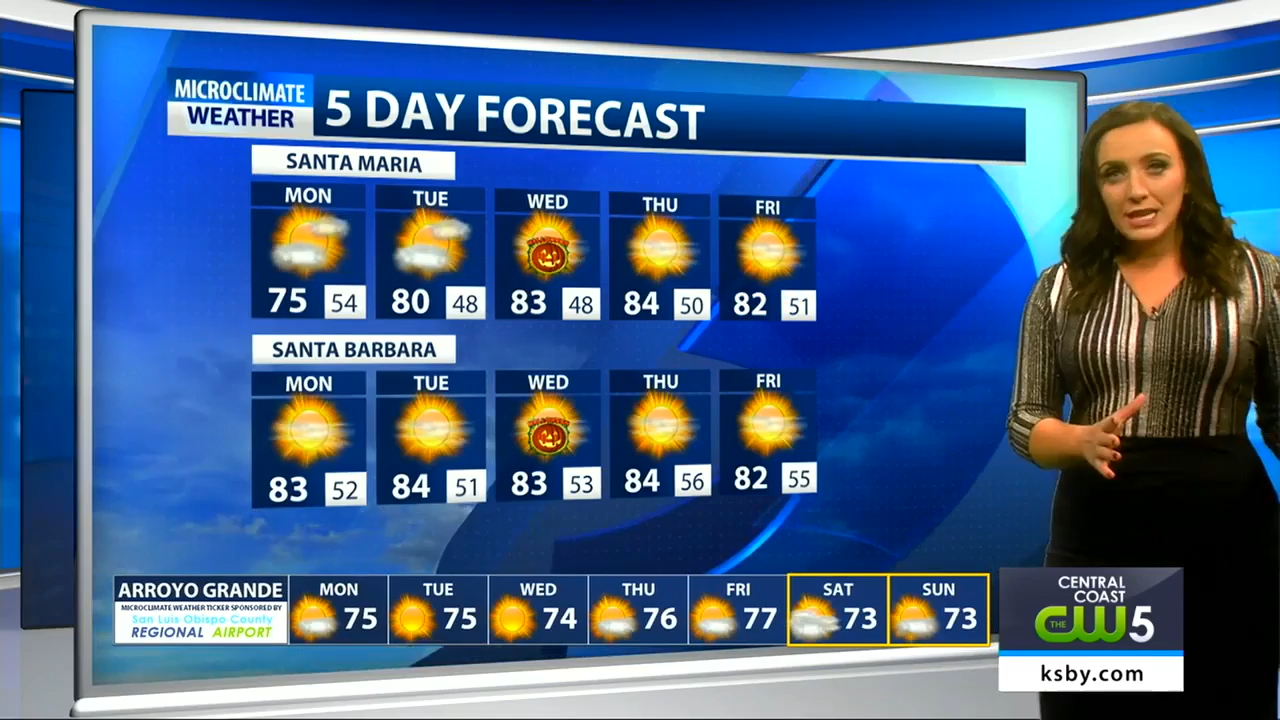 MICROCLIMATE
WEATHER
5 DAY FORECAST
SANTA MARIA
MON TUE WED THU FRI
75 54 80 48 83 48 84 50 82 51
SANTA BARBARA
MON TUE WED THU FRI
83 52 84 51 83 53 84 56 82 55
ARROYO GRANDE
MICROCLIMATE WEATHER TICKER SPONSORED BY
San Luis Obispo County
REGIONAL AIRPORT
MON TUE WED THU FRI SAT SUN
75 75 74 76 77 73 73
CENTRAL
COAST
THE CW5
ksby.com